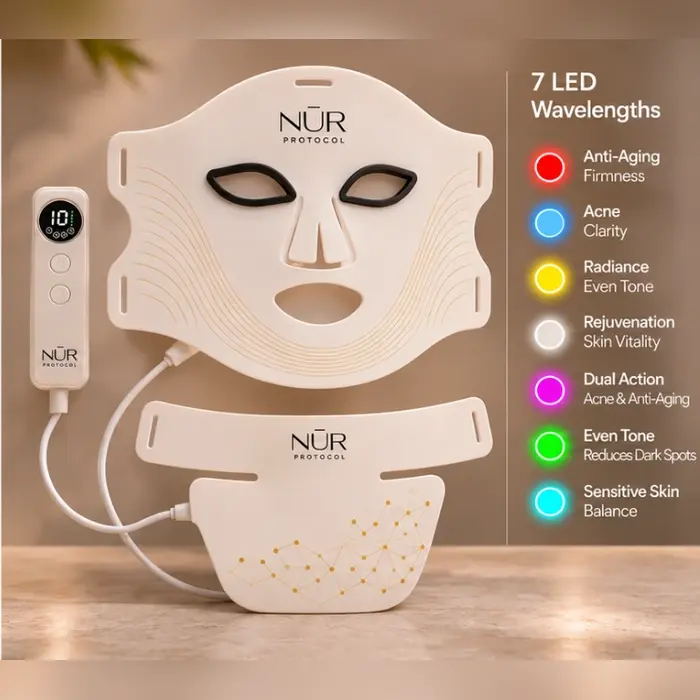 NŪR
PROTOCOL
10
NŪR
PROTOCOL
NŪR
PROTOCOL
7 LED
Wavelengths
Anti-Aging
Firmness
Acne
Clarity
Radiance
Even Tone
Rejuvenation
Skin Vitality
Dual Action
Acne & Anti-Aging
Even Tone
Reduces Dark Spots
Sensitive Skin
Balance